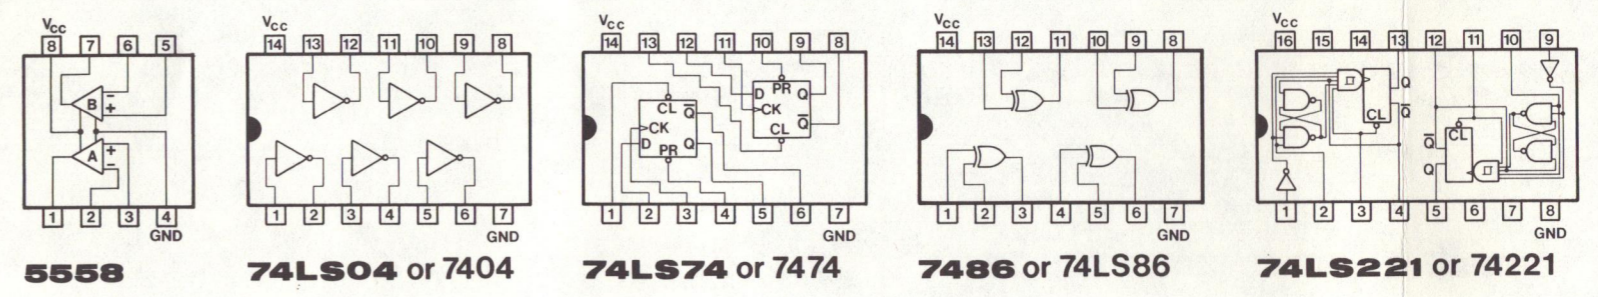 VCC
8 7 6 5
B - +
A + -
1 2 3 4
GND
5558
VCC
14 13 12 11 10 9 8
1 2 3 4 5 6 7
GND
74LS04 or 7404
VCC
14 13 12 11 10 9 8
D PR Q
CK
CL Q̅
CL Q̅
CK
D PR Q
1 2 3 4 5 6 7
GND
74LS74 or 7474
VCC
14 13 12 11 10 9 8
1 2 3 4 5 6 7
GND
7486 or 74LS86
VCC
16 15 14 13 12 11 10 9
Q
CL Q̅
Q̅ CL
Q
1 2 3 4 5 6 7 8
GND
74LS221 or 74221